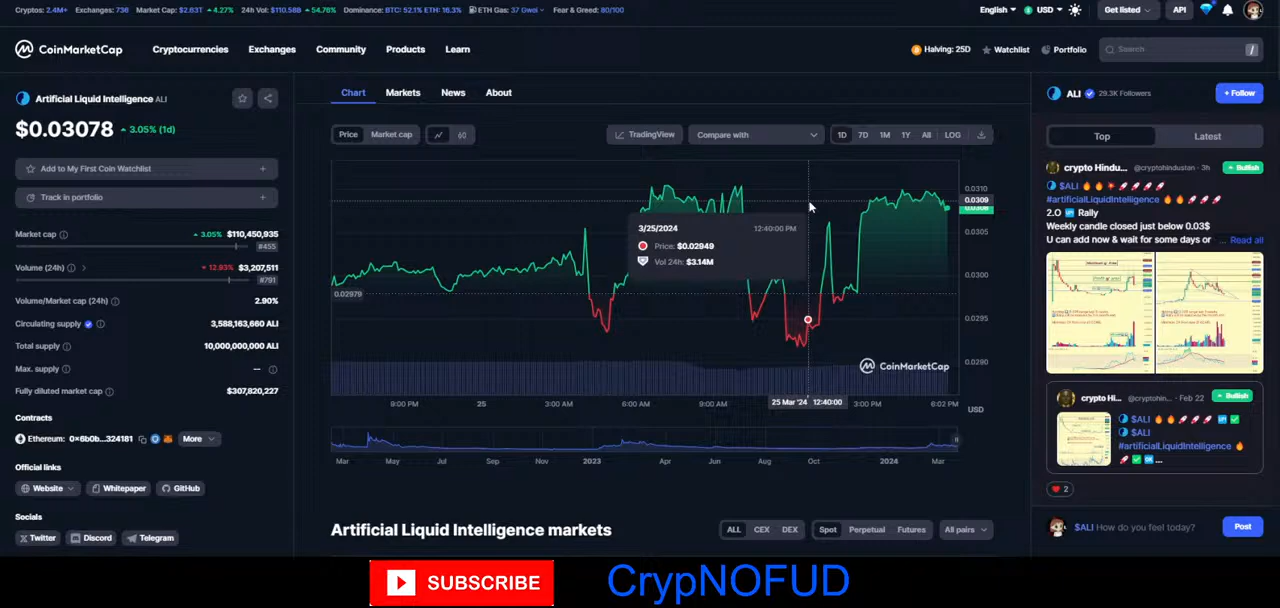 Cryptos: 2.4M+ Exchanges: 736 Market Cap: $2.63T 4.27% 24h Vol: $110.58B 54.76% Dominance: BTC: 52.1% ETH: 16.3% ETH Gas: 37 Gwei Fear & Greed: 80/100
English USD Get listed API
CoinMarketCap Cryptocurrencies Exchanges Community Products Learn Halving: 25D Watchlist Portfolio Search /
Artificial Liquid Intelligence ALI
$0.03078 3.05% (1d)
Add to My First Coin Watchlist +
Track in portfolio +
Market cap 3.05% $110,450,935
#455
Volume (24h) 12.93% $3,207,511
#791
Volume/Market cap (24h) 2.90%
Circulating supply 3,588,163,660 ALI
Total supply 10,000,000,000 ALI
Max. supply --
Fully diluted market cap $307,820,227
Contracts
Ethereum: 0x6b0b...324181 More
Official links
Website Whitepaper GitHub
Socials
Twitter Discord Telegram
Chart Markets News About
Price Market cap TradingView Compare with 1D 7D 1M 1Y All LOG
3/25/2024 12:40:00 PM
Price: $0.02949
Vol 24h: $3.14M
0.02979
0.0310
0.0309
0.0308
0.0305
0.0300
0.0295
0.0290
CoinMarketCap
9:00 PM 25 3:00 AM 6:00 AM 9:00 AM 25 Mar '24 12:40:00 3:00 PM 6:02 PM USD
Mar May Jul Sep Nov 2023 Apr Jun Aug Oct 2024 Mar
Artificial Liquid Intelligence markets
ALL CEX DEX Spot Perpetual Futures All pairs
ALI 29.3K Followers + Follow
Top Latest
crypto Hindu... @cryptohindustan · 3h Bullish
$ALI
#artificialLiquidIntelligence
2.O UP! Rally
Weekly candle closed just below 0.03$
U can add now & wait for some days or ... Read all
crypto Hi... @cryptohin... · Feb 22 Bullish
$ALI
$ALI
#artificialLiquidIntelligence
...
2
$ALI How do you feel today? Post
SUBSCRIBE
CrypNOFUD